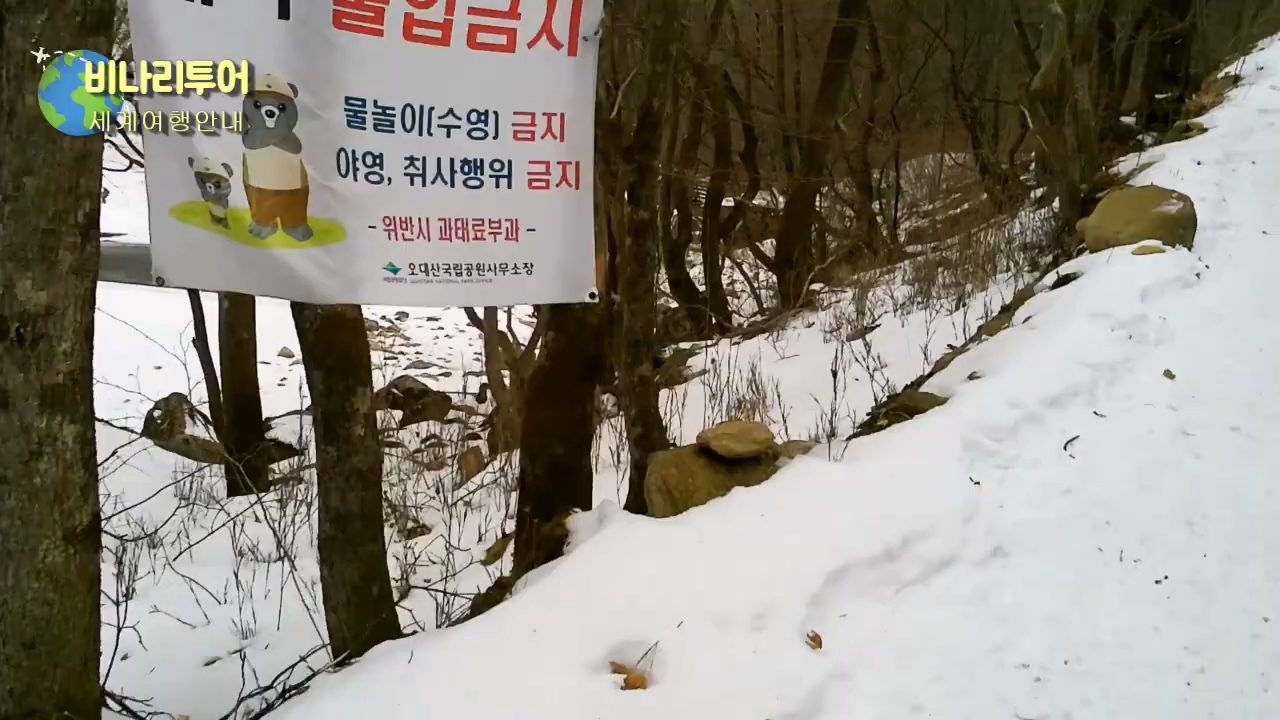 출입금지
비나리투어
세계여행안내
물놀이(수영) 금지
야영, 취사행위 금지
- 위반시 과태료부과 -
오대산국립공원사무소장